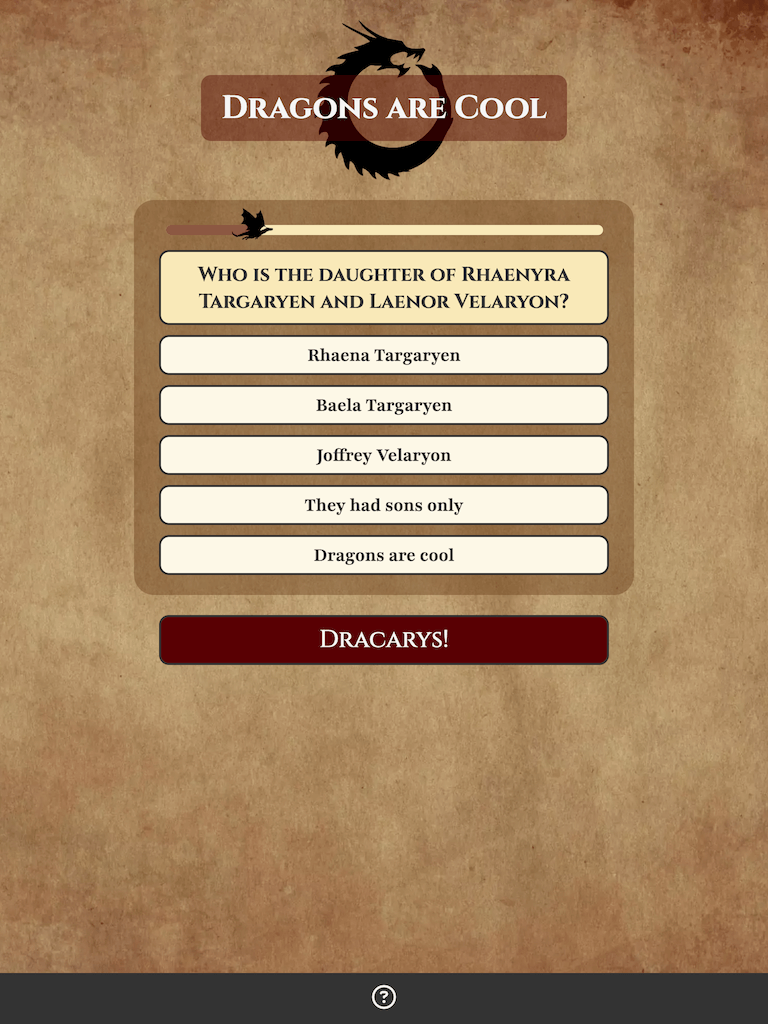 Dragons are Cool
Who is the daughter of Rhaenyra
Targaryen and Laenor Velaryon?
Rhaena Targaryen
Baela Targaryen
Joffrey Velaryon
They had sons only
Dragons are cool
Dracarys!
?